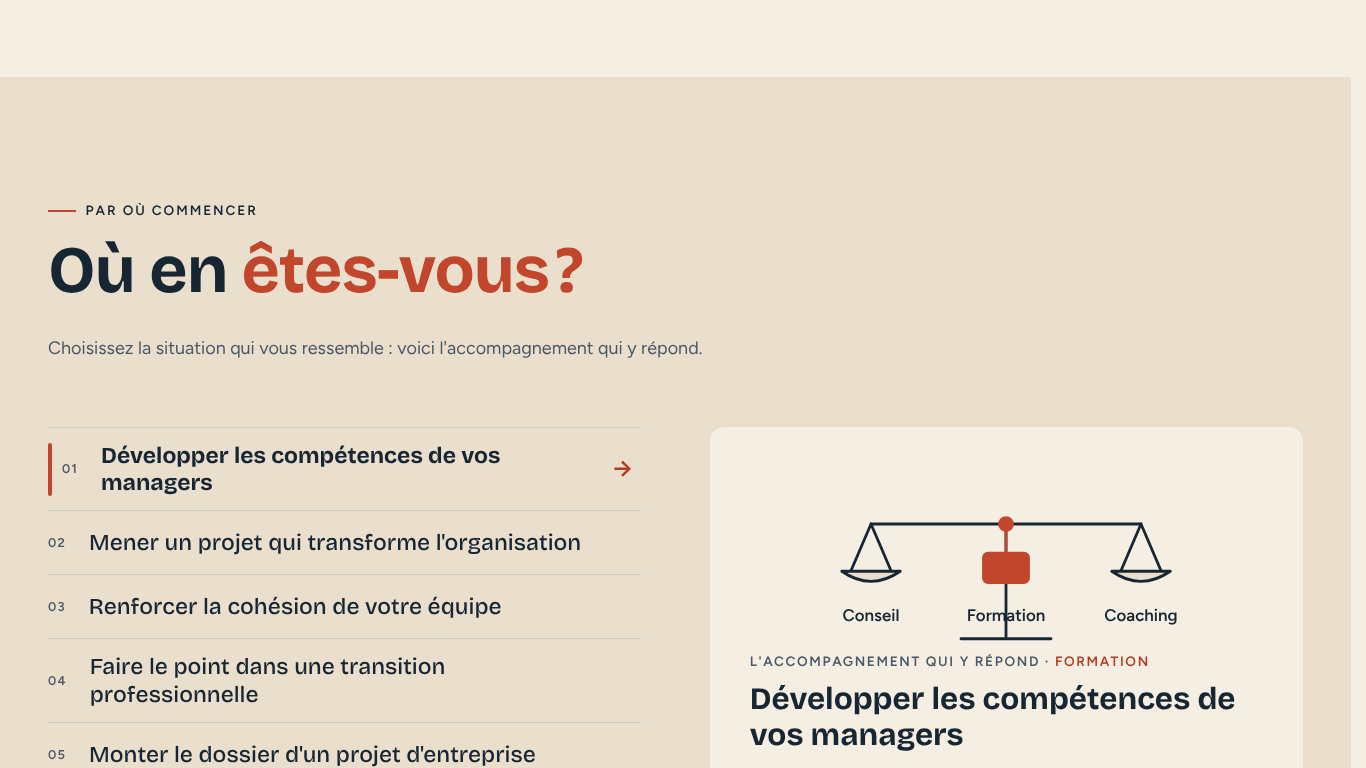 PAR OÙ COMMENCER
Où en êtes-vous ?
Choisissez la situation qui vous ressemble : voici l'accompagnement qui y répond.
01
Développer les compétences de vos
managers
→
02
Mener un projet qui transforme l'organisation
03
Renforcer la cohésion de votre équipe
04
Faire le point dans une transition
professionnelle
05
Monter le dossier d'un projet d'entreprise
Conseil
Formation
Coaching
L'ACCOMPAGNEMENT QUI Y RÉPOND · FORMATION
Développer les compétences de
vos managers